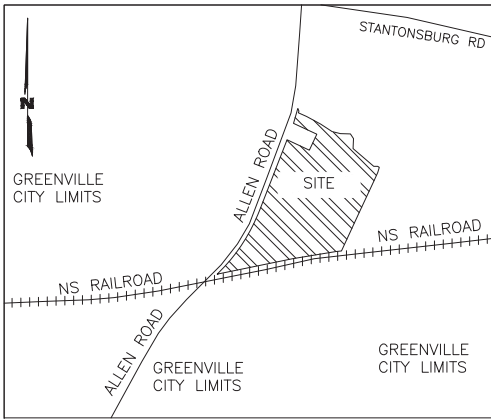 STANTONSBURG RD
N
ALLEN ROAD
GREENVILLE
CITY LIMITS
SITE
NS RAILROAD
NS RAILROAD
ALLEN ROAD
GREENVILLE
CITY LIMITS
GREENVILLE
CITY LIMITS